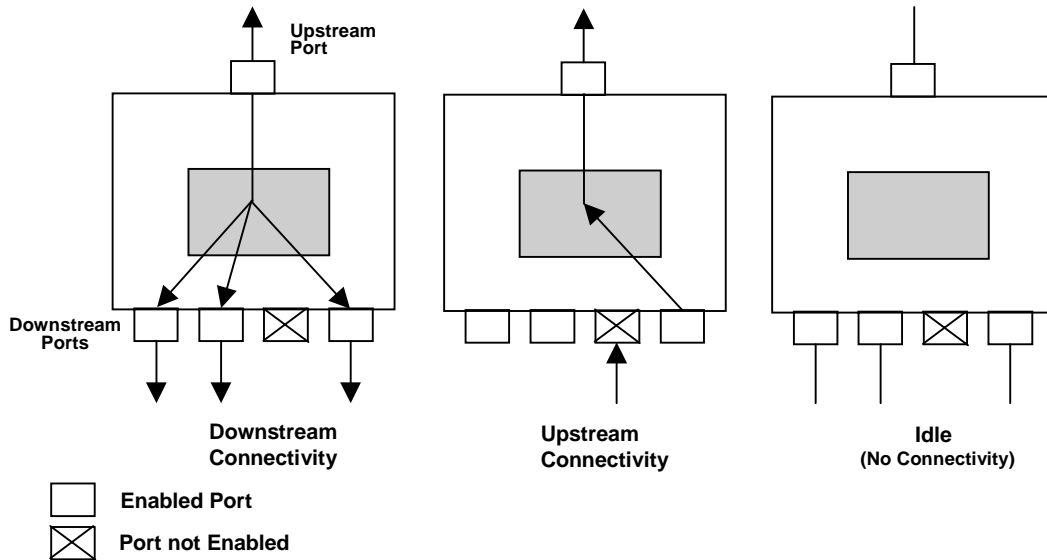 Upstream
Port
Downstream
Ports
Downstream
Connectivity
Upstream
Connectivity
Idle
(No Connectivity)
Enabled Port
Port not Enabled